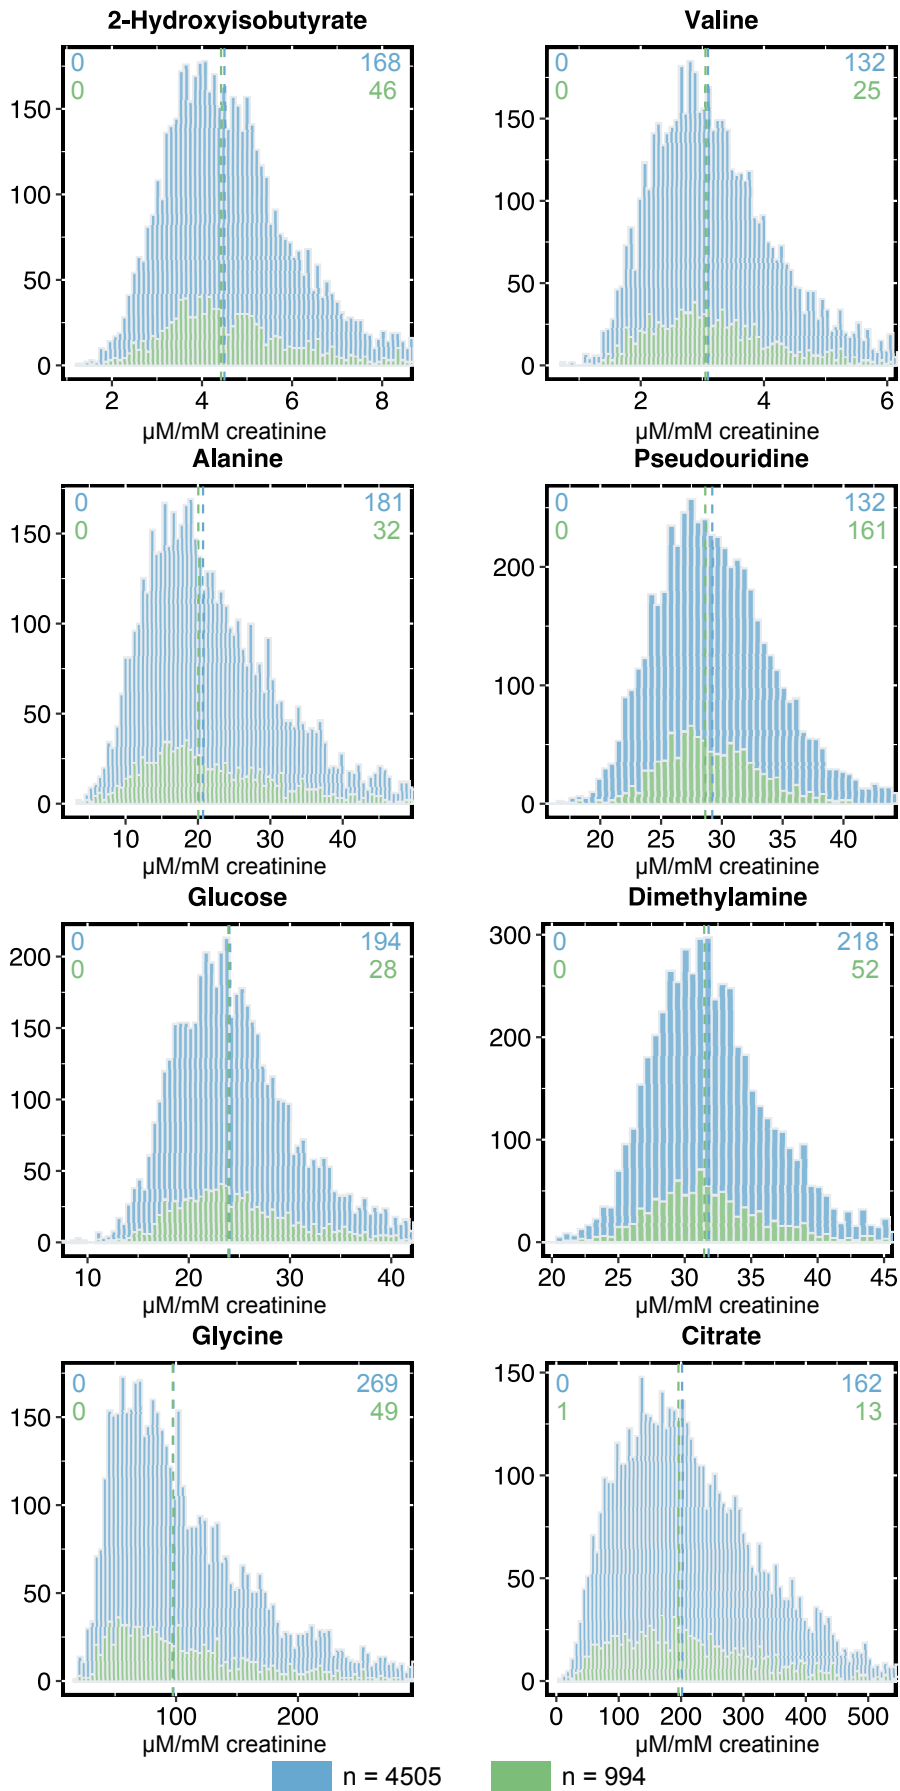 2-Hydroxyisobutyrate
Valine
0 168
0 46
150
100
50
0
2 4 6 8
µM/mM creatinine
0 132
0 25
150
100
50
0
2 4 6
µM/mM creatinine
Alanine
Pseudouridine
0 181
0 32
150
100
50
0
10 20 30 40
µM/mM creatinine
0 132
0 161
200
100
0
20 25 30 35 40
µM/mM creatinine
Glucose
Dimethylamine
0 194
0 28
200
150
100
50
0
10 20 30 40
µM/mM creatinine
0 218
0 52
300
200
100
0
20 25 30 35 40 45
µM/mM creatinine
Glycine
Citrate
0 269
0 49
150
100
50
0
100 200
µM/mM creatinine
0 162
1 13
150
100
50
0
0 100 200 300 400 500
µM/mM creatinine
n = 4505 n = 994